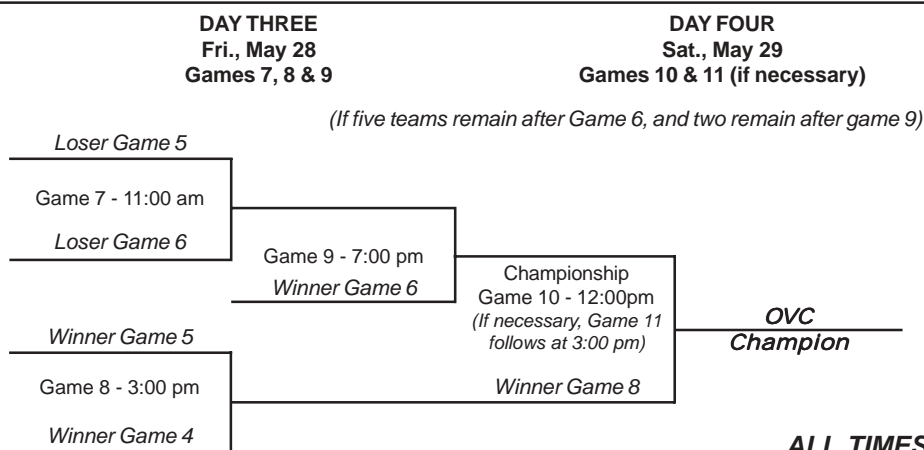 DAY THREE
Fri., May 28
Games 7, 8 & 9
DAY FOUR
Sat., May 29
Games 10 & 11 (if necessary)
(If five teams remain after Game 6, and two remain after game 9)
Loser Game 5
Game 7 - 11:00 am
Loser Game 6
Game 9 - 7:00 pm
Winner Game 6
Championship
Game 10 - 12:00pm
(If necessary, Game 11
follows at 3:00 pm)
OVC
Champion
Winner Game 5
Game 8 - 3:00 pm
Winner Game 8
Winner Game 4
ALL TIMES